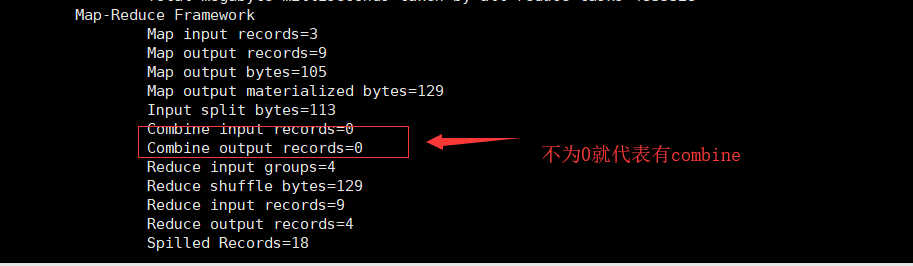 Map-Reduce Framework
Map input records=3
Map output records=9
Map output bytes=105
Map output materialized bytes=129
Input split bytes=113
Combine input records=0
Combine output records=0
不为0就代表有combine
Reduce input groups=4
Reduce shuffle bytes=129
Reduce input records=9
Reduce output records=4
Spilled Records=18